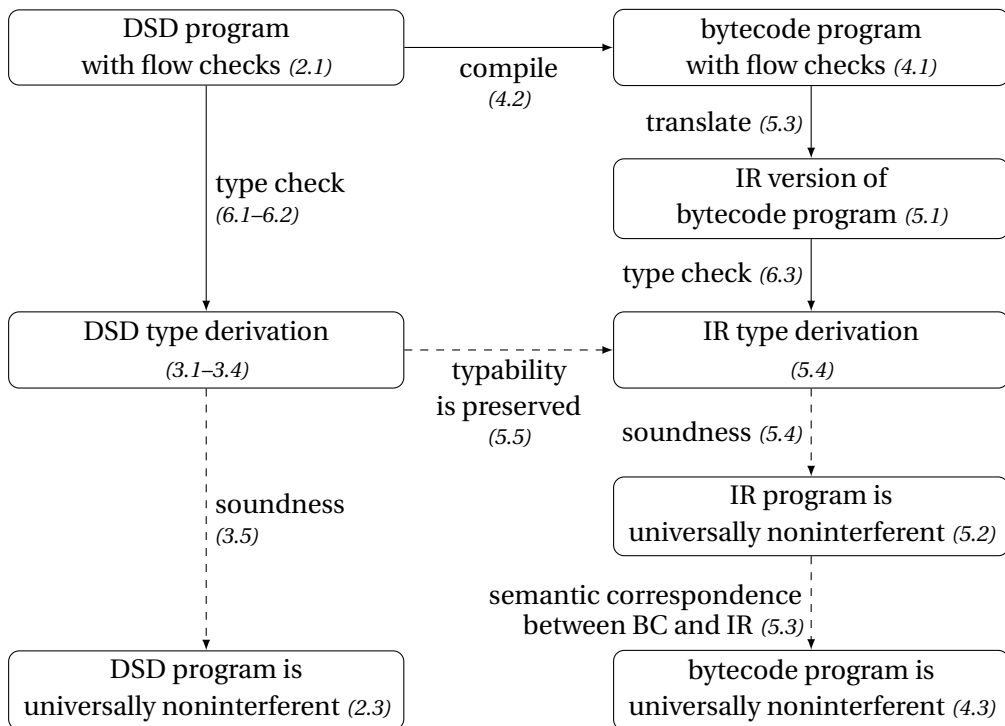 DSD program
with flow checks (2.1)
compile
(4.2)
bytecode program
with flow checks (4.1)
translate (5.3)
IR version of
bytecode program (5.1)
type check
(6.1–6.2)
type check (6.3)
DSD type derivation
(3.1–3.4)
typability
is preserved
(5.5)
IR type derivation
(5.4)
soundness (5.4)
IR program is
universally noninterferent (5.2)
soundness
(3.5)
semantic correspondence
between BC and IR (5.3)
DSD program is
universally noninterferent (2.3)
bytecode program is
universally noninterferent (4.3)